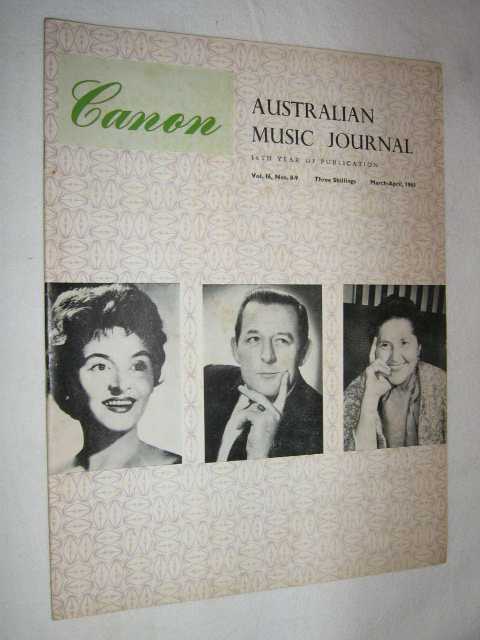 Canon
AUSTRALIAN
MUSIC JOURNAL
16TH YEAR OF PUBLICATION
Vol. 16, Nos. 8-9 Three Shillings March-April, 1963